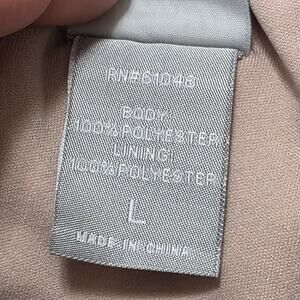 RN#61046
BODY:
100%POLYESTER
LINING:
100%POLYESTER
L
MADE IN CHINA